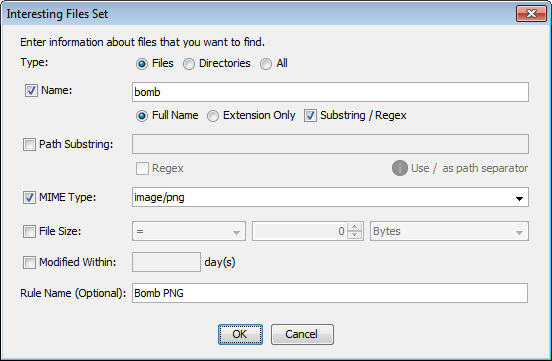 Interesting Files Set
Enter information about files that you want to find.
Type: Files Directories All
Name: bomb
Full Name Extension Only Substring / Regex
Path Substring:
Regex i Use / as path separator
MIME Type: image/png
File Size: = 0 Bytes
Modified Within: day(s)
Rule Name (Optional): Bomb PNG
OK Cancel